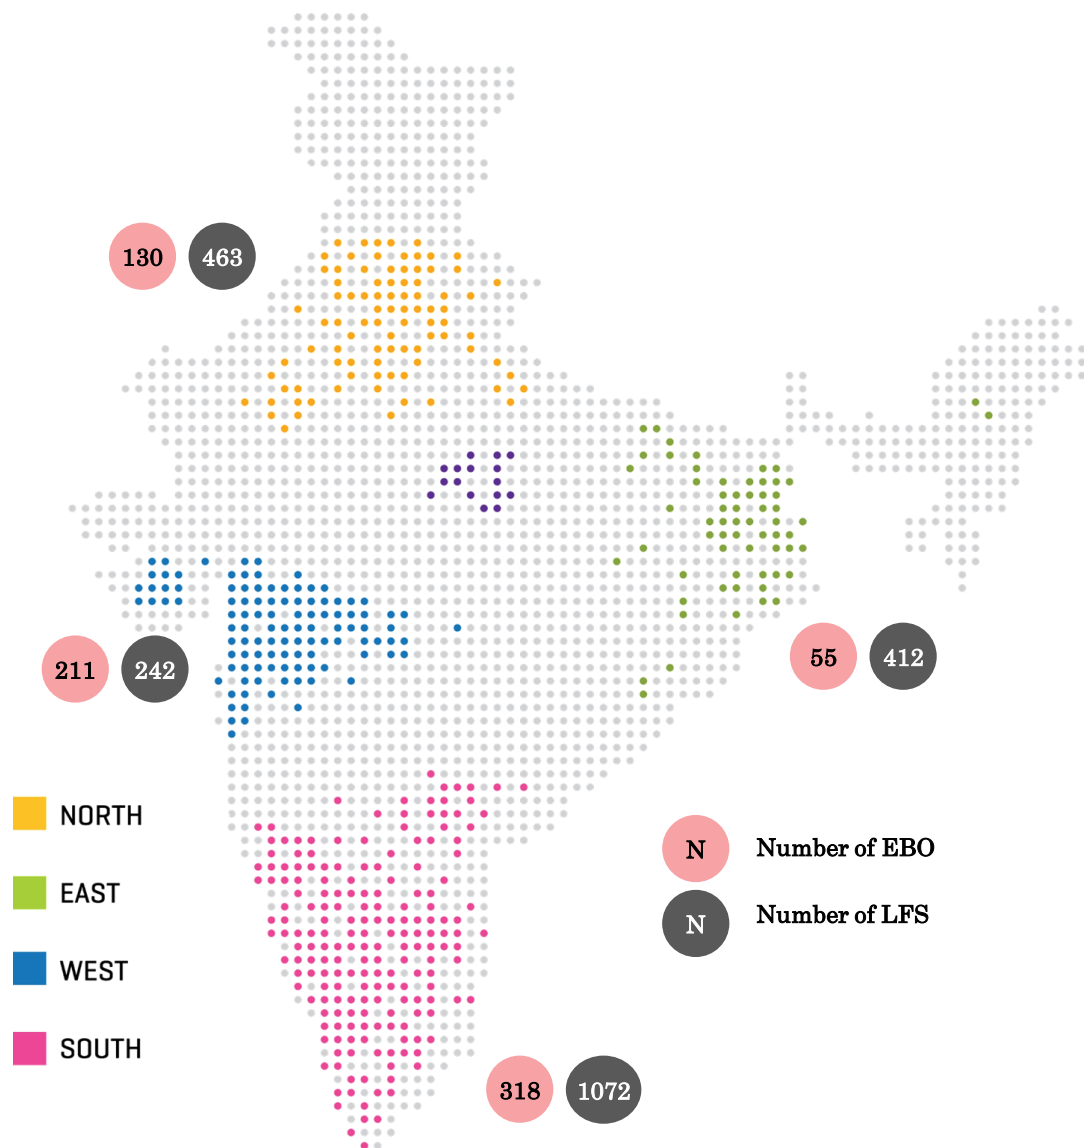 130 463
211 242
55 412
NORTH
EAST
WEST
SOUTH
N Number of EBO
N Number of LFS
318 1072